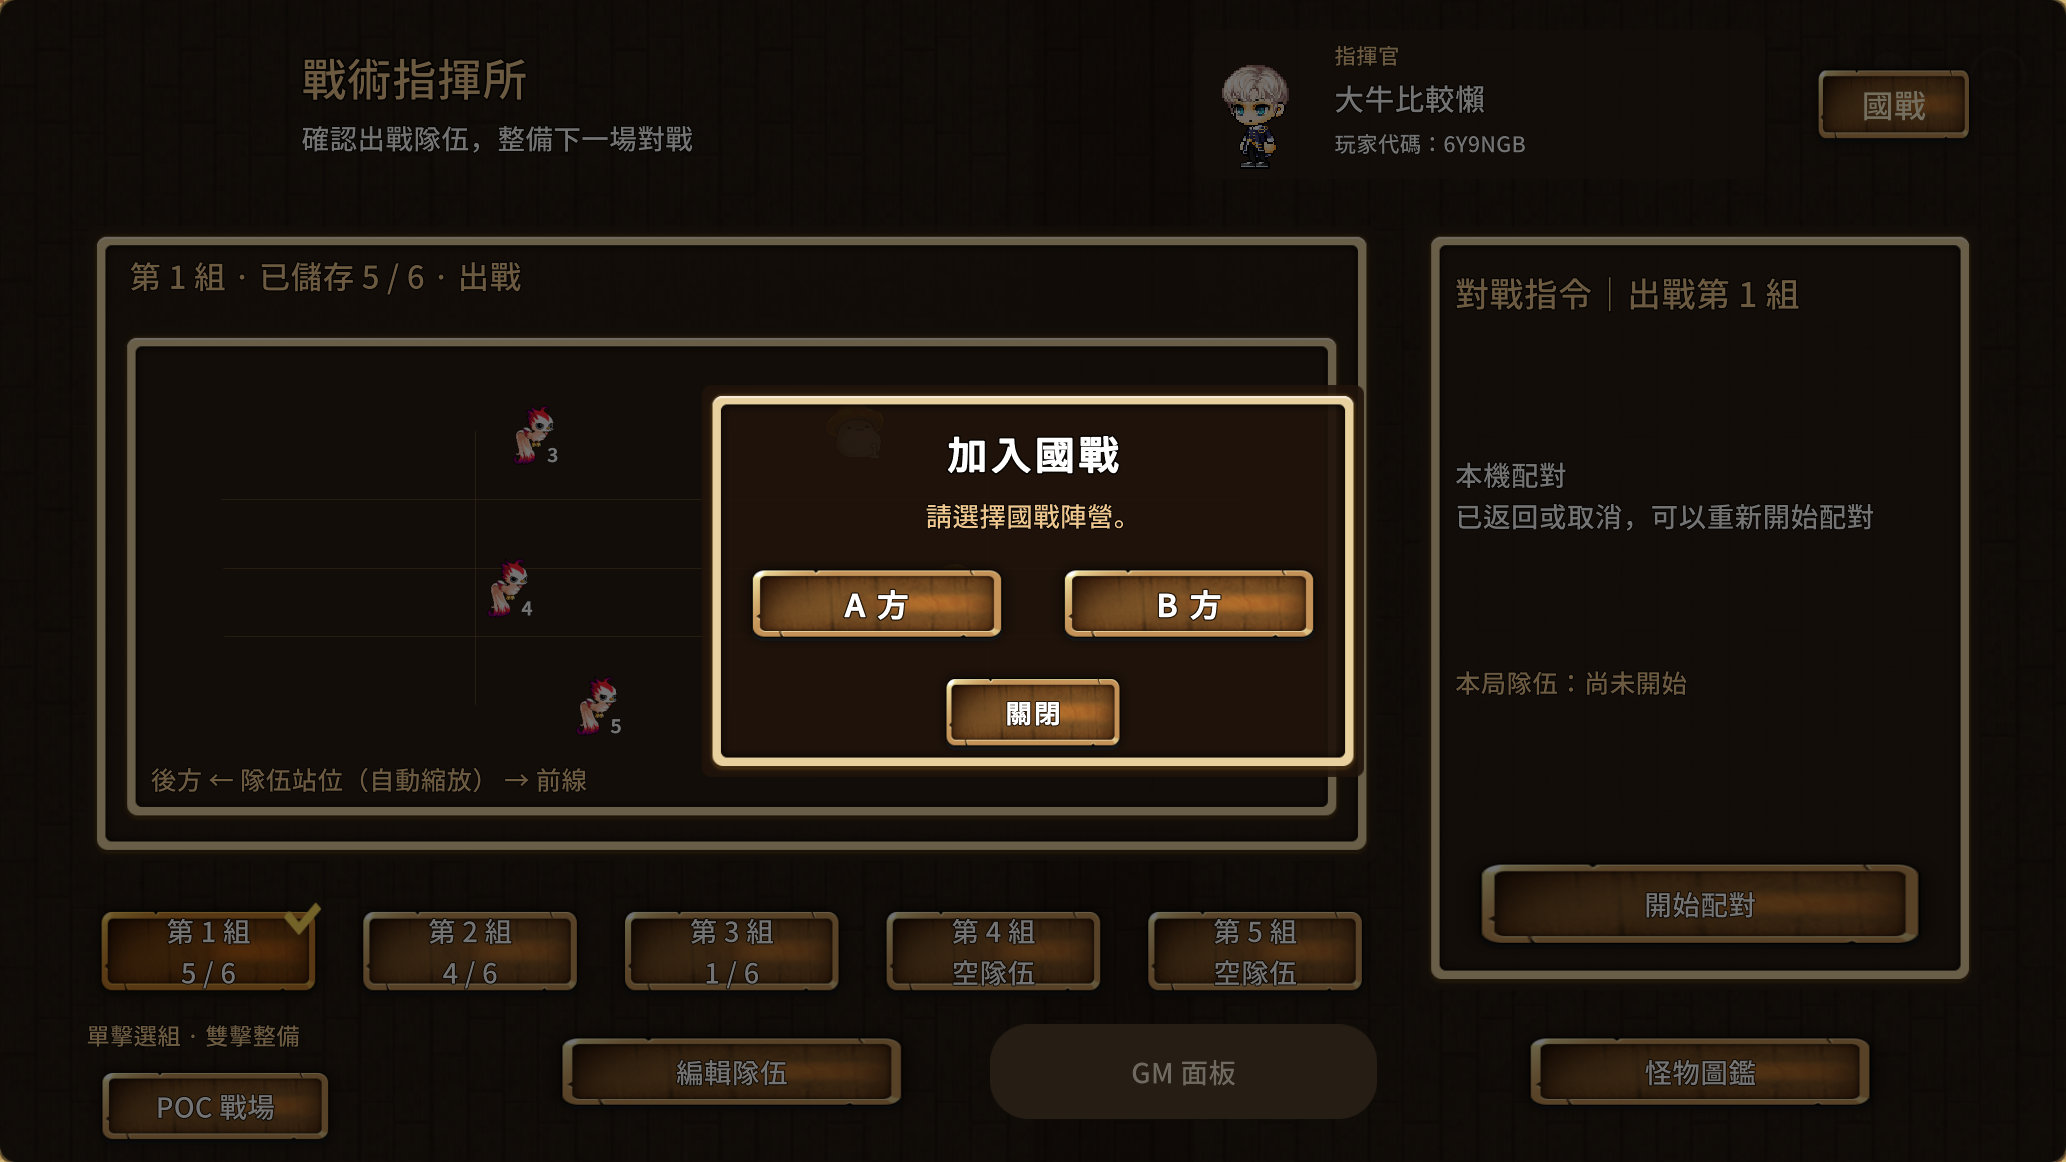 戰術指揮所
確認出戰隊伍，整備下一場對戰
指揮官
大牛比較懶
玩家代碼：6Y9NGB
國戰
第 1 組 · 已儲存 5 / 6 · 出戰
3
4
5
後方 ← 隊伍站位（自動縮放） → 前線
加入國戰
請選擇國戰陣營。
A 方
B 方
關閉
對戰指令｜出戰第 1 組
本機配對
已返回或取消，可以重新開始配對
本局隊伍：尚未開始
開始配對
第 1 組
5 / 6
第 2 組
4 / 6
第 3 組
1 / 6
第 4 組
空隊伍
第 5 組
空隊伍
單擊選組 · 雙擊整備
POC 戰場
編輯隊伍
GM 面板
怪物圖鑑